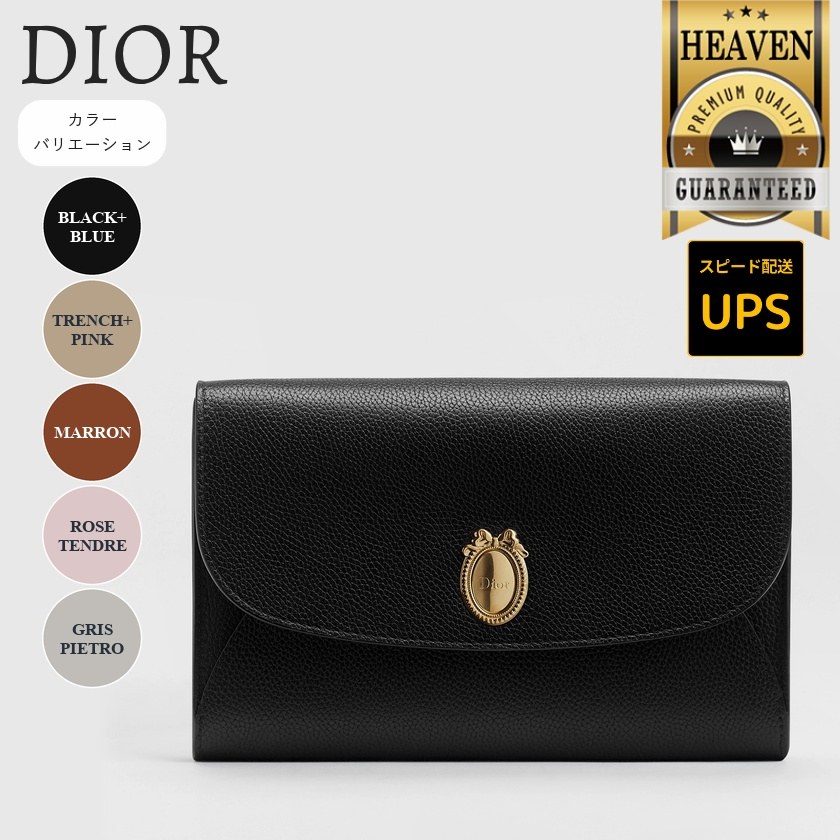 DIOR
カラー
バリエーション
BLACK+
BLUE
TRENCH+
PINK
MARRON
ROSE
TENDRE
GRIS
PIETRO
HEAVEN
PREMIUM QUALITY
GUARANTEED
スピード配送
UPS
Dior